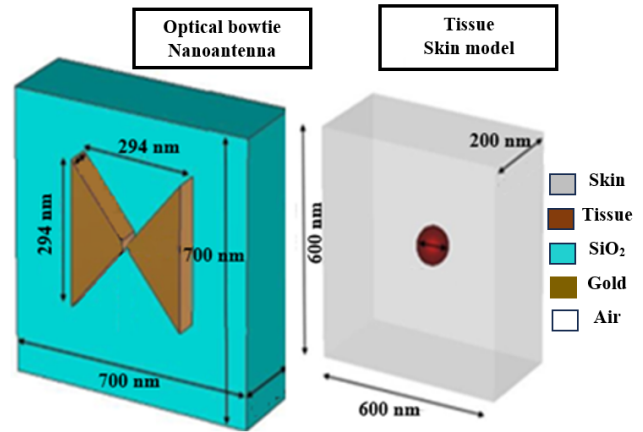 Optical bowtie
Nanoantenna
Tissue
Skin model
294 nm
294 nm
700 nm
700 nm
200 nm
600 nm
600 nm
Skin
Tissue
SiO₂
Gold
Air